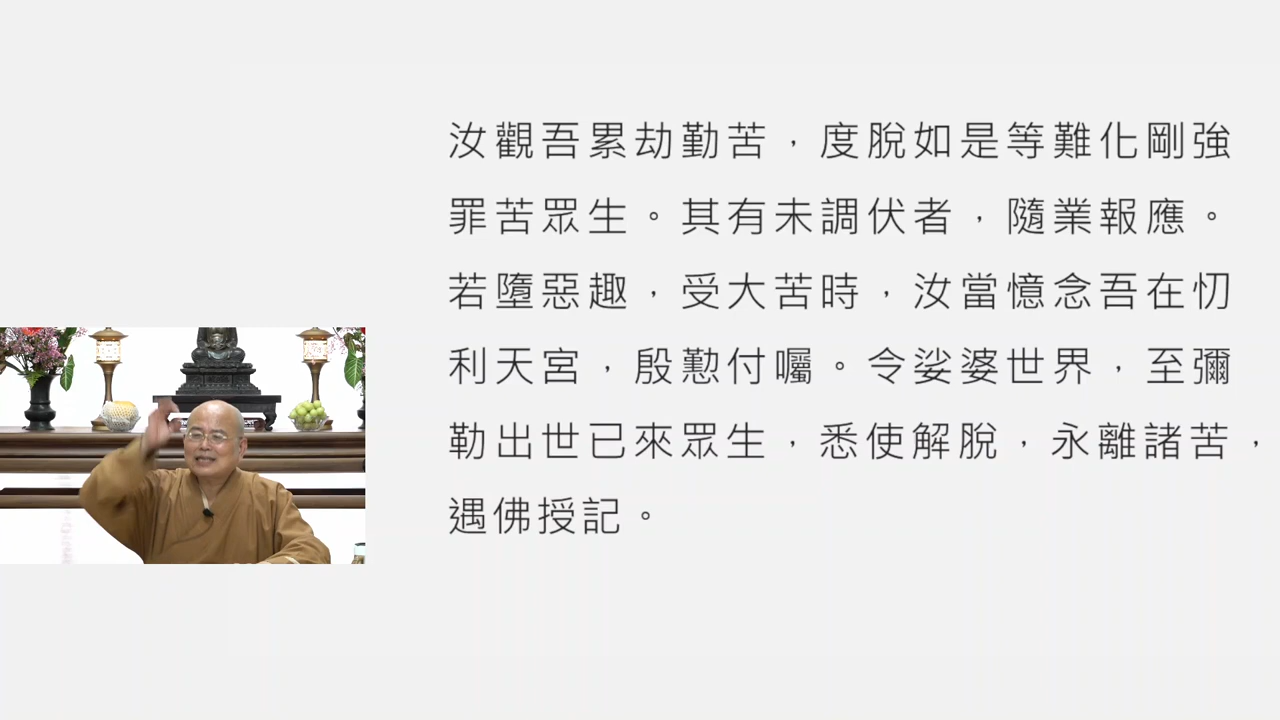 汝觀吾累劫勤苦，度脫如是等難化剛強
罪苦眾生。其有未調伏者，隨業報應。
若墮惡趣，受大苦時，汝當憶念吾在忉
利天宮，殷懃付囑。令娑婆世界，至彌
勒出世已來眾生，悉使解脫，永離諸苦，
遇佛授記。